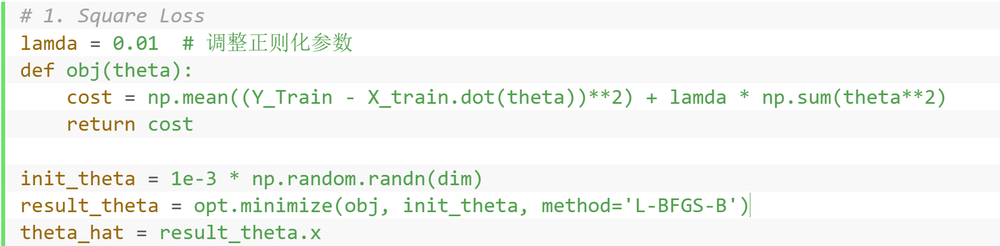 # 1. Square Loss
lamda = 0.01  # 调整正则化参数
def obj(theta):
    cost = np.mean((Y_Train - X_train.dot(theta))**2) + lamda * np.sum(theta**2)
    return cost
init_theta = 1e-3 * np.random.randn(dim)
result_theta = opt.minimize(obj, init_theta, method='L-BFGS-B')
theta_hat = result_theta.x